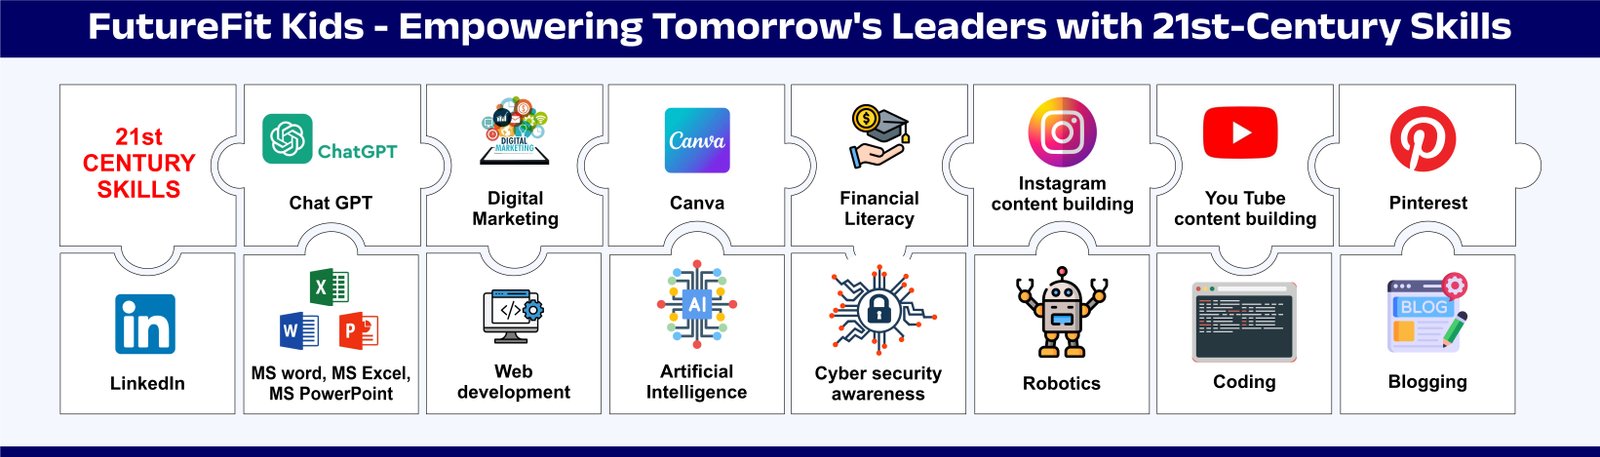 FutureFit Kids - Empowering Tomorrow's Leaders with 21st-Century Skills
21st
CENTURY
SKILLS
ChatGPT
Chat GPT
DIGITAL
MARKETING
Digital
Marketing
Canva
Canva
$
Financial
Literacy
Instagram
content building
You Tube
content building
Pinterest
in
LinkedIn
X
W
P
MS word, MS Excel,
MS PowerPoint
</>
Web
development
AI
Artificial
Intelligence
Cyber security
awareness
Robotics
Coding
BLOG
Blogging